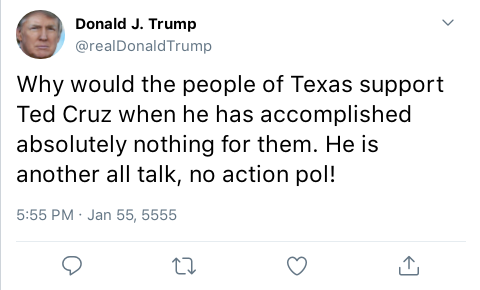 Donald J. Trump
@realDonaldTrump
Why would the people of Texas support
Ted Cruz when he has accomplished
absolutely nothing for them. He is
another all talk, no action pol!
5:55 PM · Jan 55, 5555